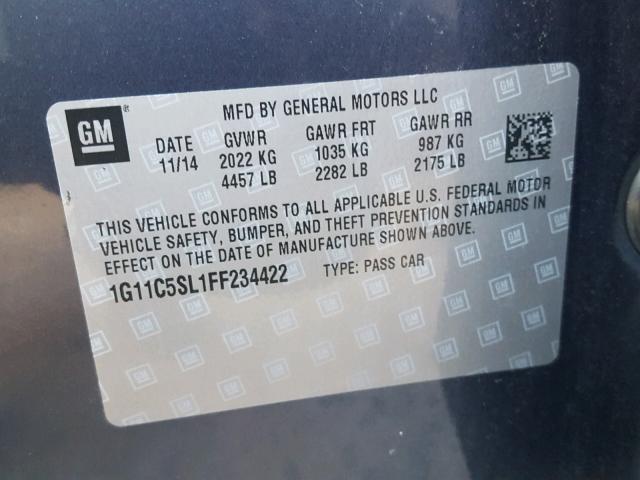 MFD BY GENERAL MOTORS LLC
GM
DATE GVWR GAWR FRT GAWR RR
11/14 2022 KG 1035 KG 987 KG
4457 LB 2282 LB 2175 LB
THIS VEHICLE CONFORMS TO ALL APPLICABLE U.S. FEDERAL MOTOR
VEHICLE SAFETY, BUMPER, AND THEFT PREVENTION STANDARDS IN
EFFECT ON THE DATE OF MANUFACTURE SHOWN ABOVE.
1G11C5SL1FF234422 TYPE: PASS CAR